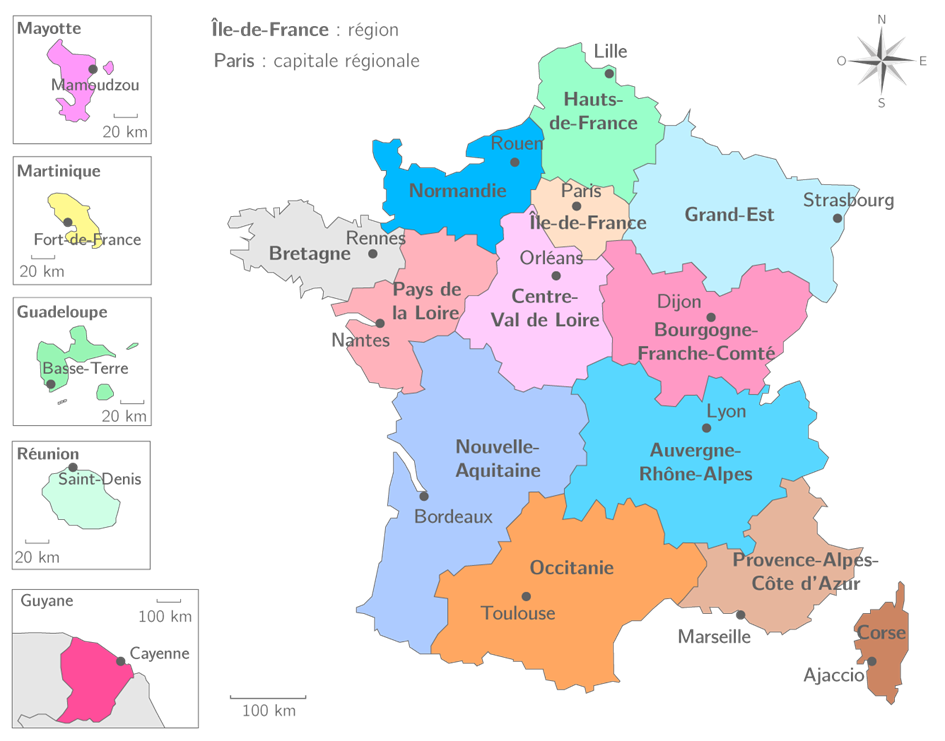 Mayotte
Mamoudzou
20 km
Martinique
Fort-de-France
20 km
Guadeloupe
Basse-Terre
20 km
Réunion
Saint-Denis
20 km
Guyane
100 km
Cayenne
Île-de-France : région
Paris : capitale régionale
N
O
E
S
Lille
Hauts-
de-France
Rouen
Normandie
Paris
Île-de-France
Grand-Est
Strasbourg
Bretagne
Rennes
Pays de
la Loire
Nantes
Orléans
Centre-
Val de Loire
Dijon
Bourgogne-
Franche-Comté
Nouvelle-
Aquitaine
Bordeaux
Lyon
Auvergne-
Rhône-Alpes
Occitanie
Toulouse
Provence-Alpes-
Côte d'Azur
Marseille
Corse
Ajaccio
100 km